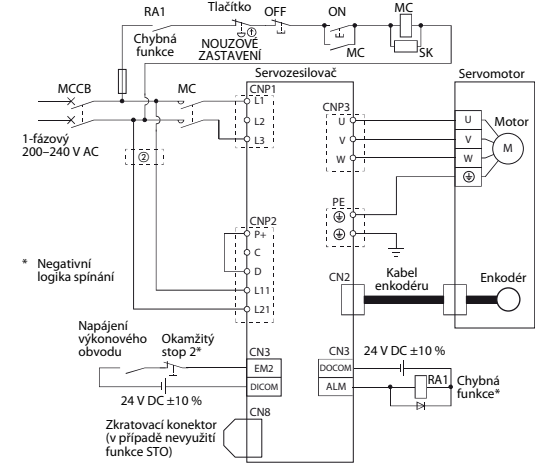 RA1
Tlačítko
OFF
ON
MC
①
Chybná
funkce
NOUZOVÉ
ZASTAVENÍ
MC
SK
MCCB
MC
Servozesilovač
Servomotor
CNP1
L1
L2
L3
CNP3
U
V
W
U
V
W
Motor
M
1-fázový
200–240 V AC
②
PE
CNP2
P+
C
D
L11
L21
* Negativní
logika spínání
CN2
Kabel
enkodéru
Enkodér
Napájení
výkonového
obvodu
Okamžitý
stop 2*
CN3
EM2
DICOM
24 V DC ±10 %
CN3
DOCOM
ALM
24 V DC ±10 %
RA1
Chybná
funkce*
CN8
Zkratovací konektor
(v případě nevyužití
funkce STO)